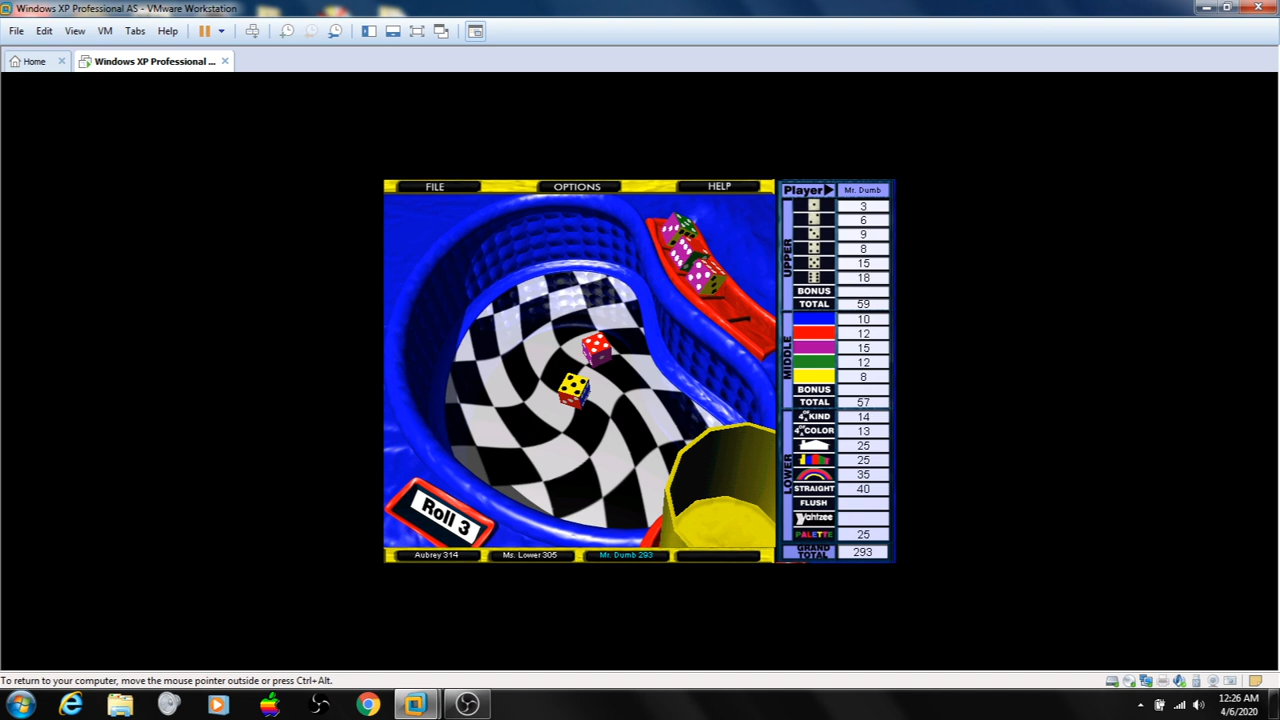 Windows XP Professional AS - VMware Workstation
File Edit View VM Tabs Help
Home Windows XP Professional ...
FILE OPTIONS HELP
Player Mr. Dumb
UPPER
3
6
9
8
15
18
BONUS
TOTAL 59
MIDDLE
10
12
15
12
8
BONUS
TOTAL 57
LOWER
4 OF A KIND 14
4 OF A COLOR 13
25
25
35
STRAIGHT 40
FLUSH
Yahtzee
PALETTE 25
GRAND TOTAL 293
Roll 3
Aubrey 314 Ms. Lower 305 Mr. Dumb 293
To return to your computer, move the mouse pointer outside or press Ctrl+Alt.
12:26 AM
4/6/2020